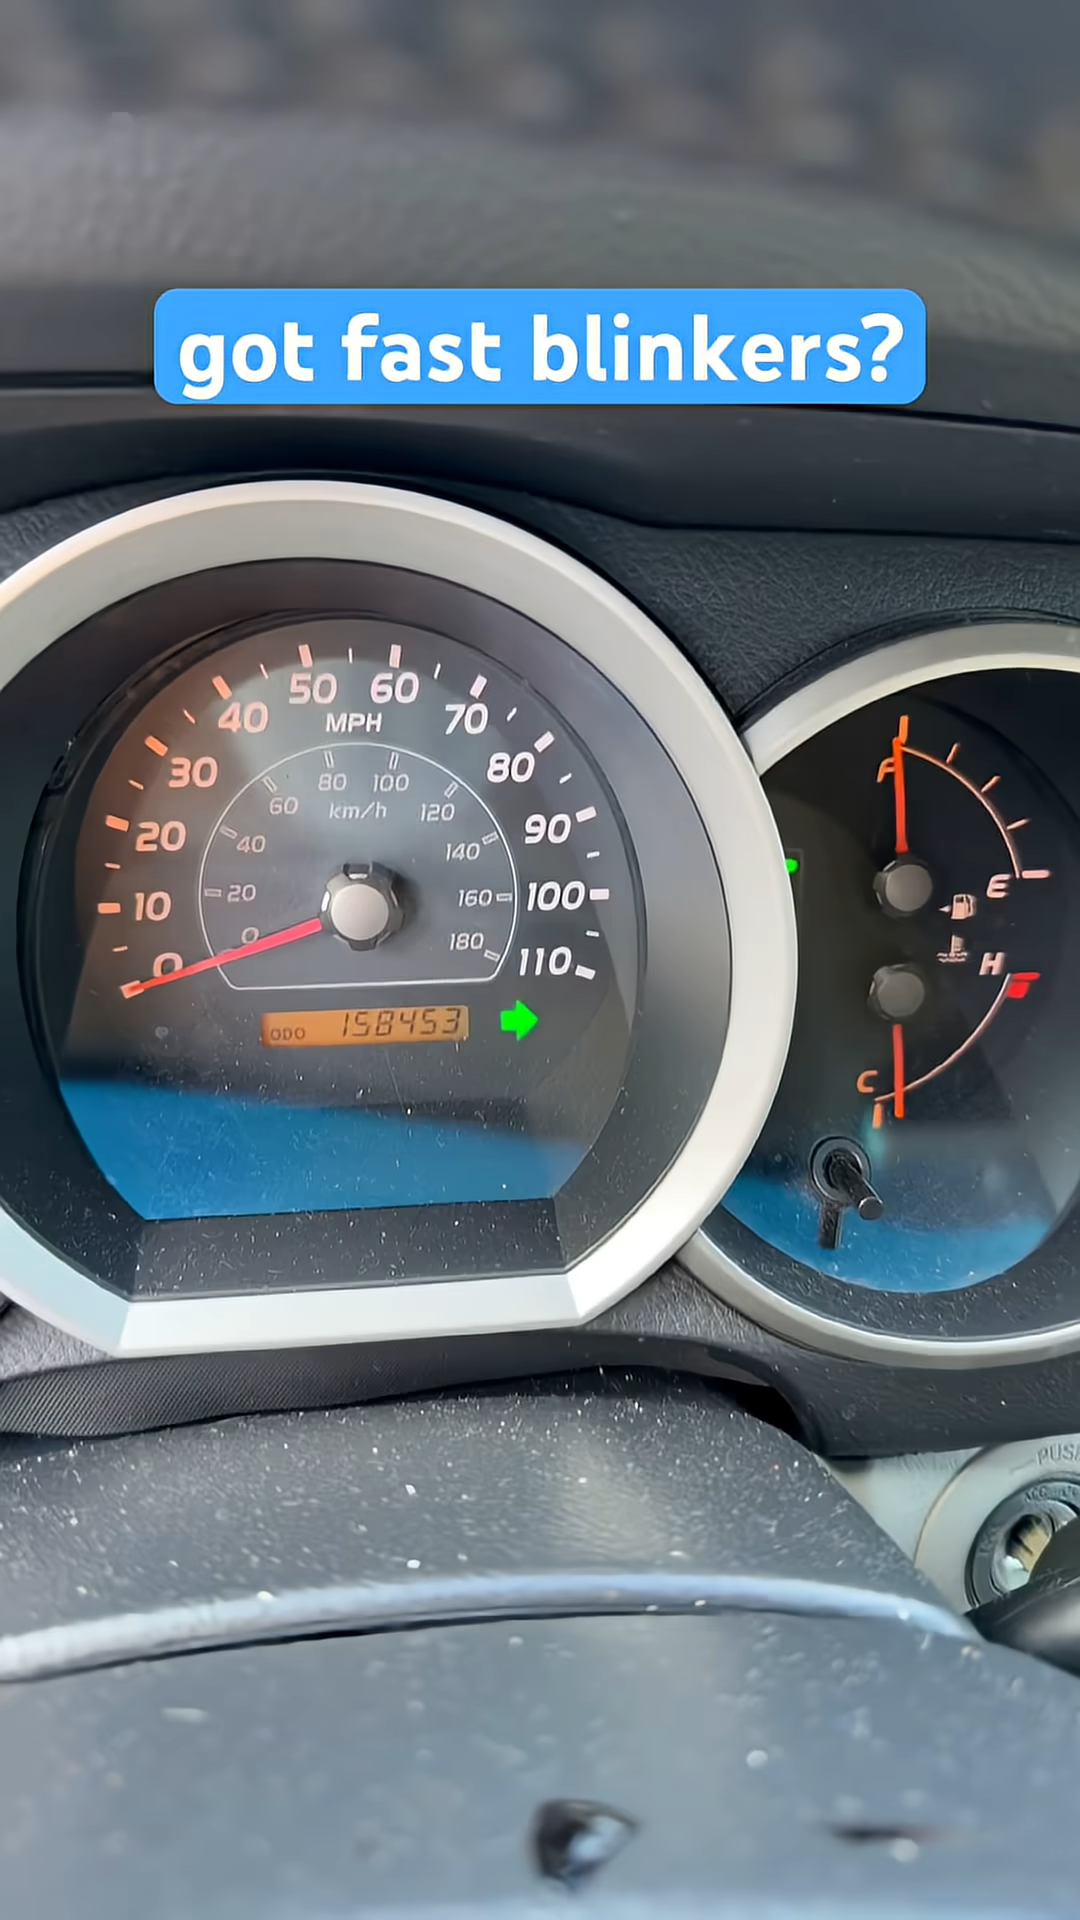 got fast blinkers?
50 60
40 MPH 70
30 80 100 80
60 km/h 120
20 40 140 90
10 20 160 100
0 0 180 110
ODO 158453
F
E
H
C
PUSH